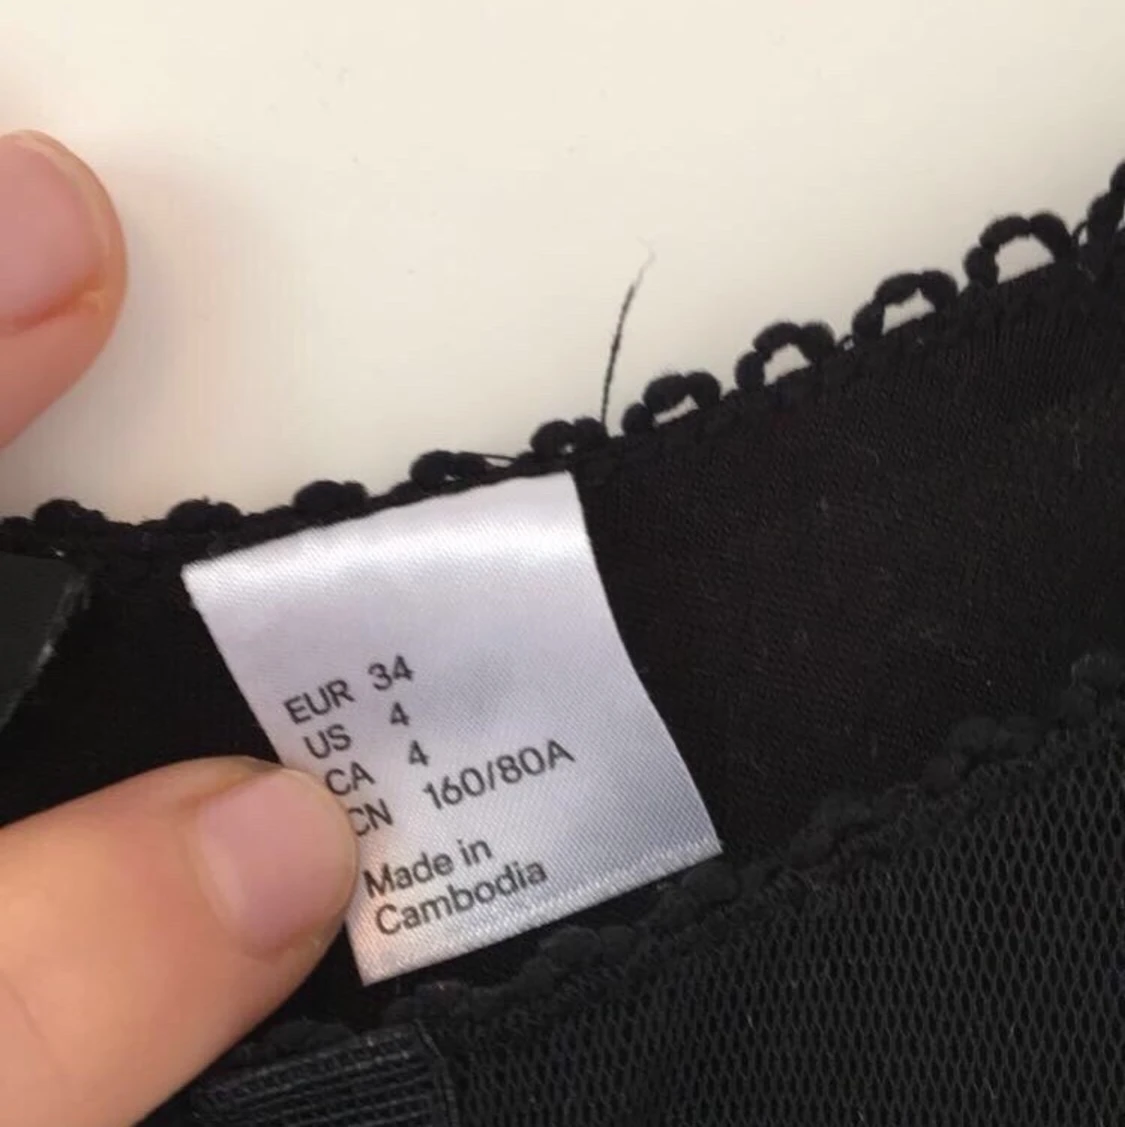 EUR 34
US 4
CA 4
CN 160/80A
Made in
Cambodia